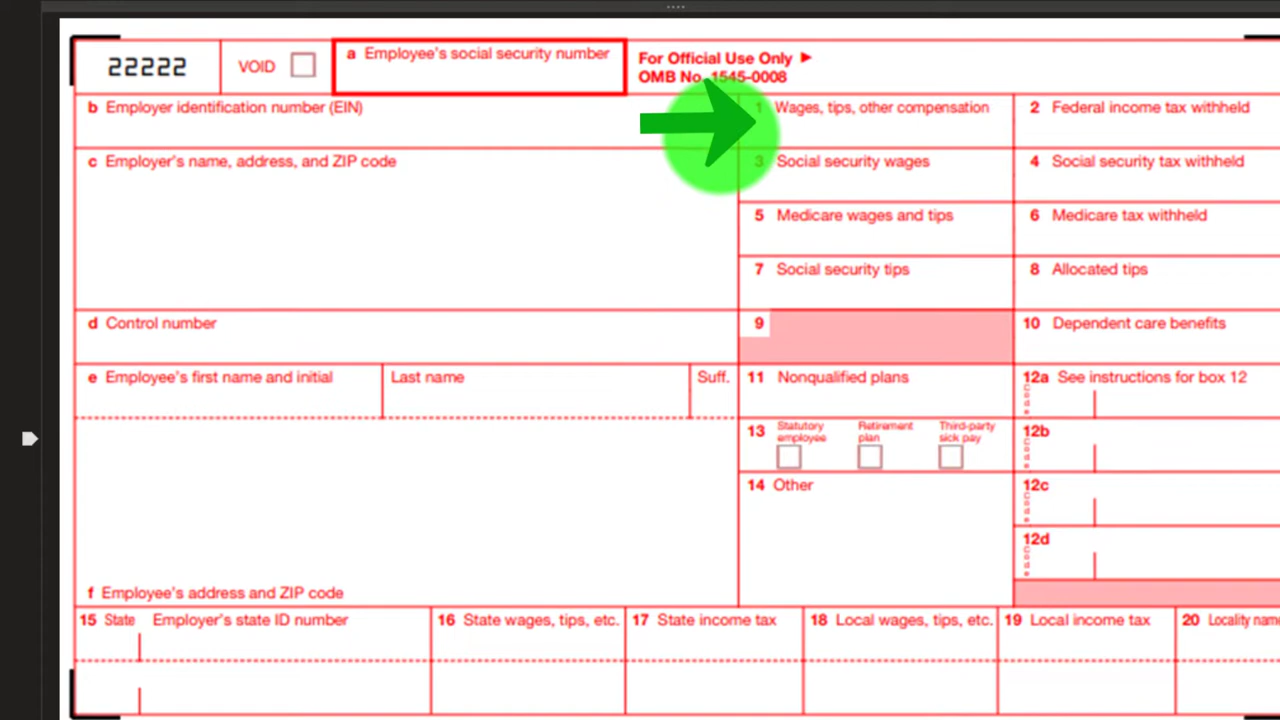 22222
VOID
a Employee's social security number
For Official Use Only ▶
OMB No. 1545-0008
b Employer identification number (EIN)
1 Wages, tips, other compensation
2 Federal income tax withheld
c Employer's name, address, and ZIP code
3 Social security wages
4 Social security tax withheld
5 Medicare wages and tips
6 Medicare tax withheld
7 Social security tips
8 Allocated tips
d Control number
9
10 Dependent care benefits
e Employee's first name and initial
Last name
Suff.
11 Nonqualified plans
12a See instructions for box 12
13
Statutory
employee
Retirement
plan
Third-party
sick pay
12b
14 Other
12c
12d
f Employee's address and ZIP code
15 State
Employer's state ID number
16 State wages, tips, etc.
17 State income tax
18 Local wages, tips, etc.
19 Local income tax
20 Locality